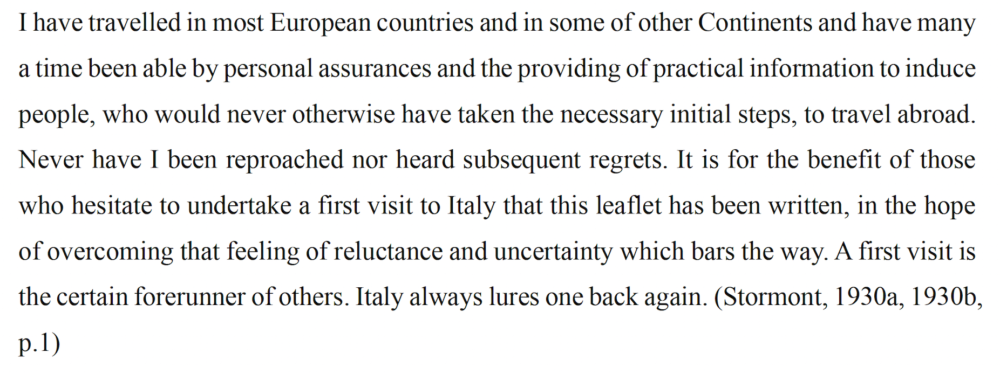 I have travelled in most European countries and in some of other Continents and have many
a time been able by personal assurances and the providing of practical information to induce
people, who would never otherwise have taken the necessary initial steps, to travel abroad.
Never have I been reproached nor heard subsequent regrets. It is for the benefit of those
who hesitate to undertake a first visit to Italy that this leaflet has been written, in the hope
of overcoming that feeling of reluctance and uncertainty which bars the way. A first visit is
the certain forerunner of others. Italy always lures one back again. (Stormont, 1930a, 1930b,
p.1)